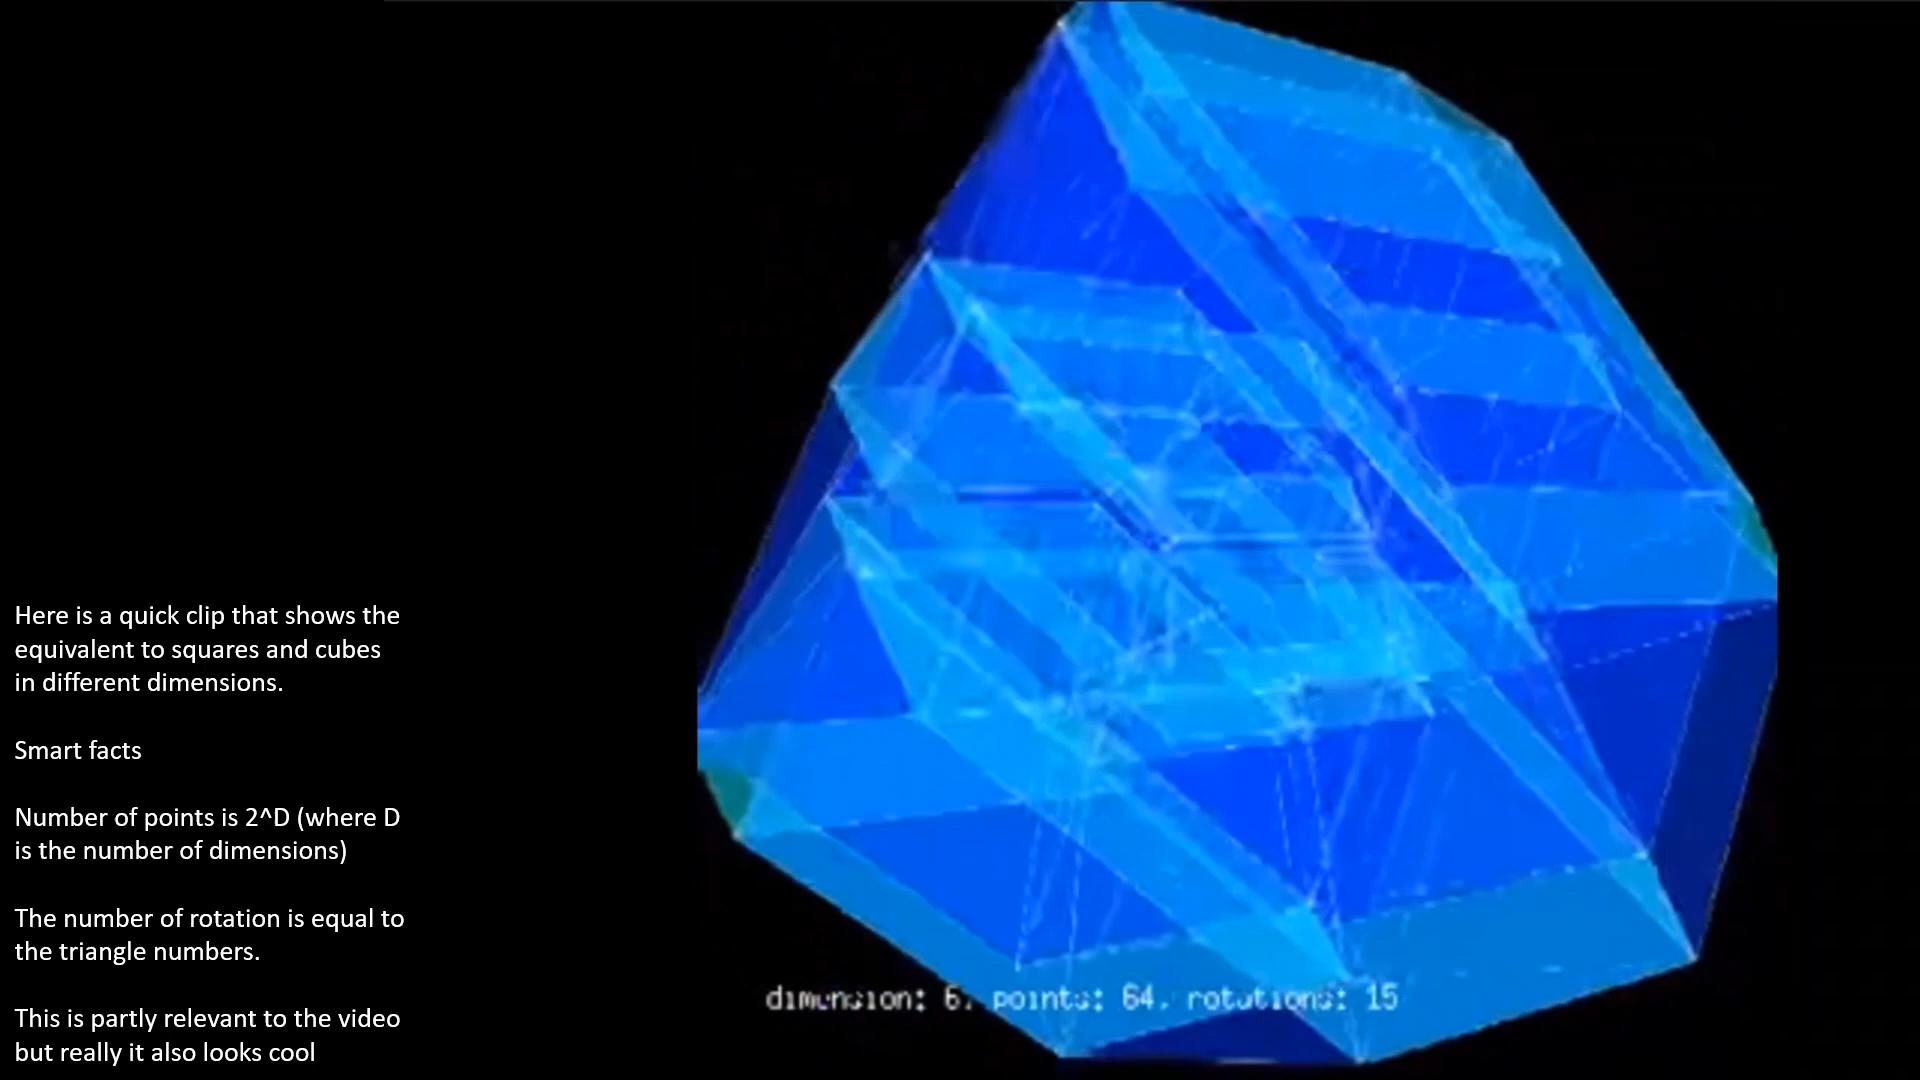 Here is a quick clip that shows the
equivalent to squares and cubes
in different dimensions.
Smart facts
Number of points is 2^D (where D
is the number of dimensions)
The number of rotation is equal to
the triangle numbers.
This is partly relevant to the video
but really it also looks cool
dimension: 6, points: 64, rotations: 15